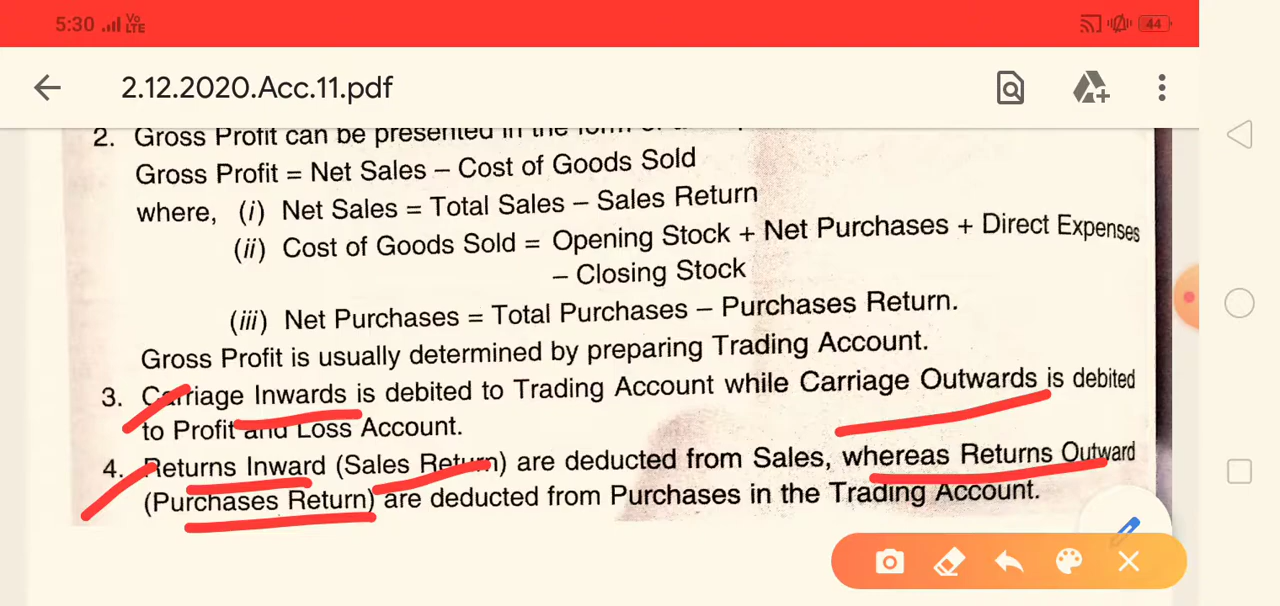 5:30 Vo LTE 44
2.12.2020.Acc.11.pdf
2. Gross Profit can be presented in the form of
Gross Profit = Net Sales – Cost of Goods Sold
where, (i) Net Sales = Total Sales – Sales Return
(ii) Cost of Goods Sold = Opening Stock + Net Purchases + Direct Expenses
– Closing Stock
(iii) Net Purchases = Total Purchases – Purchases Return.
Gross Profit is usually determined by preparing Trading Account.
3. Carriage Inwards is debited to Trading Account while Carriage Outwards is debited
to Profit and Loss Account.
4. Returns Inward (Sales Return) are deducted from Sales, whereas Returns Outward
(Purchases Return) are deducted from Purchases in the Trading Account.